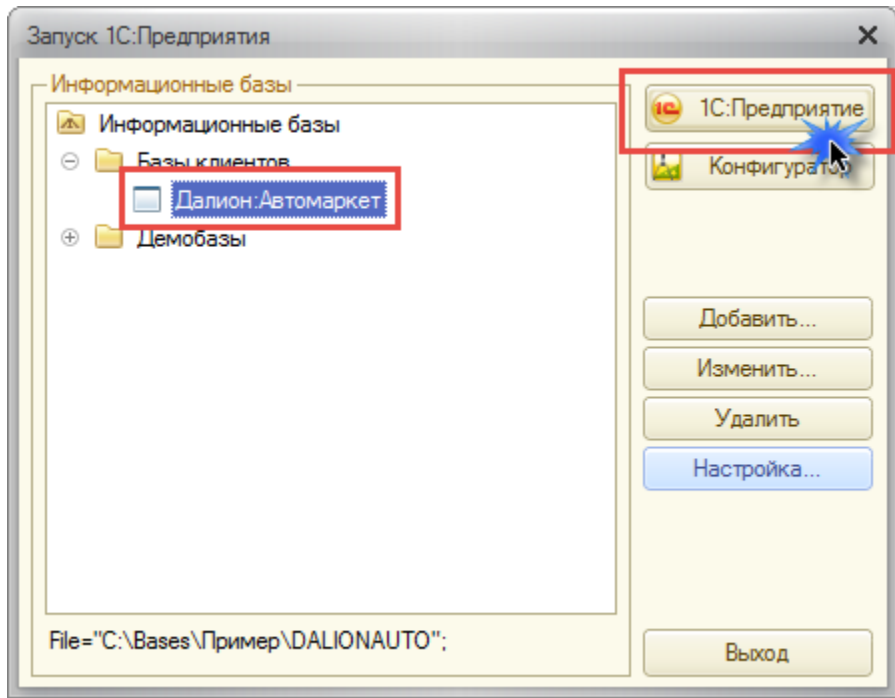 Запуск 1С:Предприятия
Информационные базы
Информационные базы
Базы клиентов
Далион:Автомаркет
Демобазы
File="C:\Bases\Пример\DALIONAUTO";
1С:Предприятие
Конфигуратор
Добавить...
Изменить...
Удалить
Настройка...
Выход